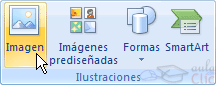 Imagen
Imágenes
prediseñadas
Formas
SmartArt
Ilustraciones